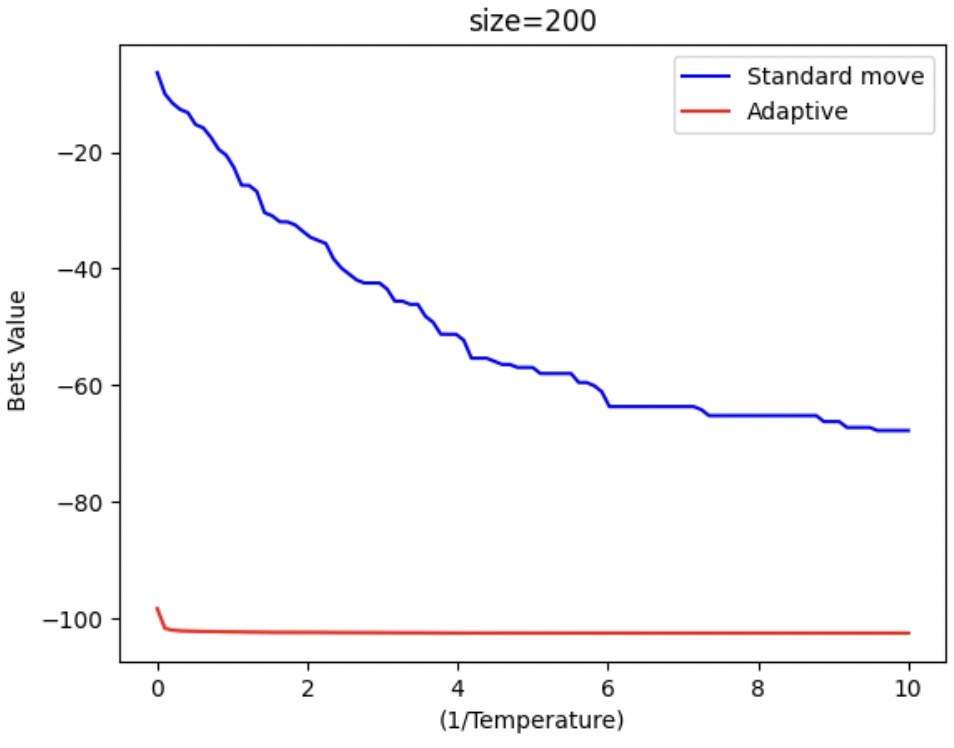 size=200
Standard move
Adaptive
−20
−40
−60
−80
−100
Bets Value
0 2 4 6 8 10
(1/Temperature)